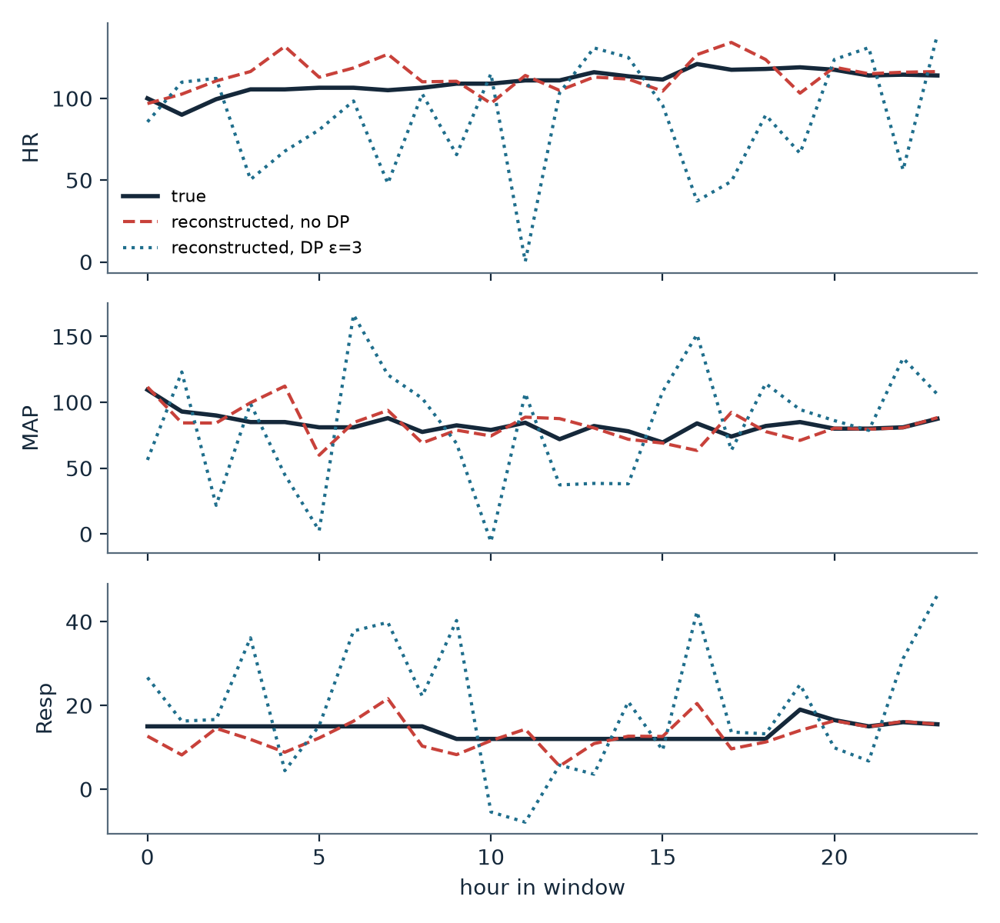 HR
100
50
0
true
reconstructed, no DP
reconstructed, DP ε=3
MAP
150
100
50
0
Resp
40
20
0
0 5 10 15 20
hour in window